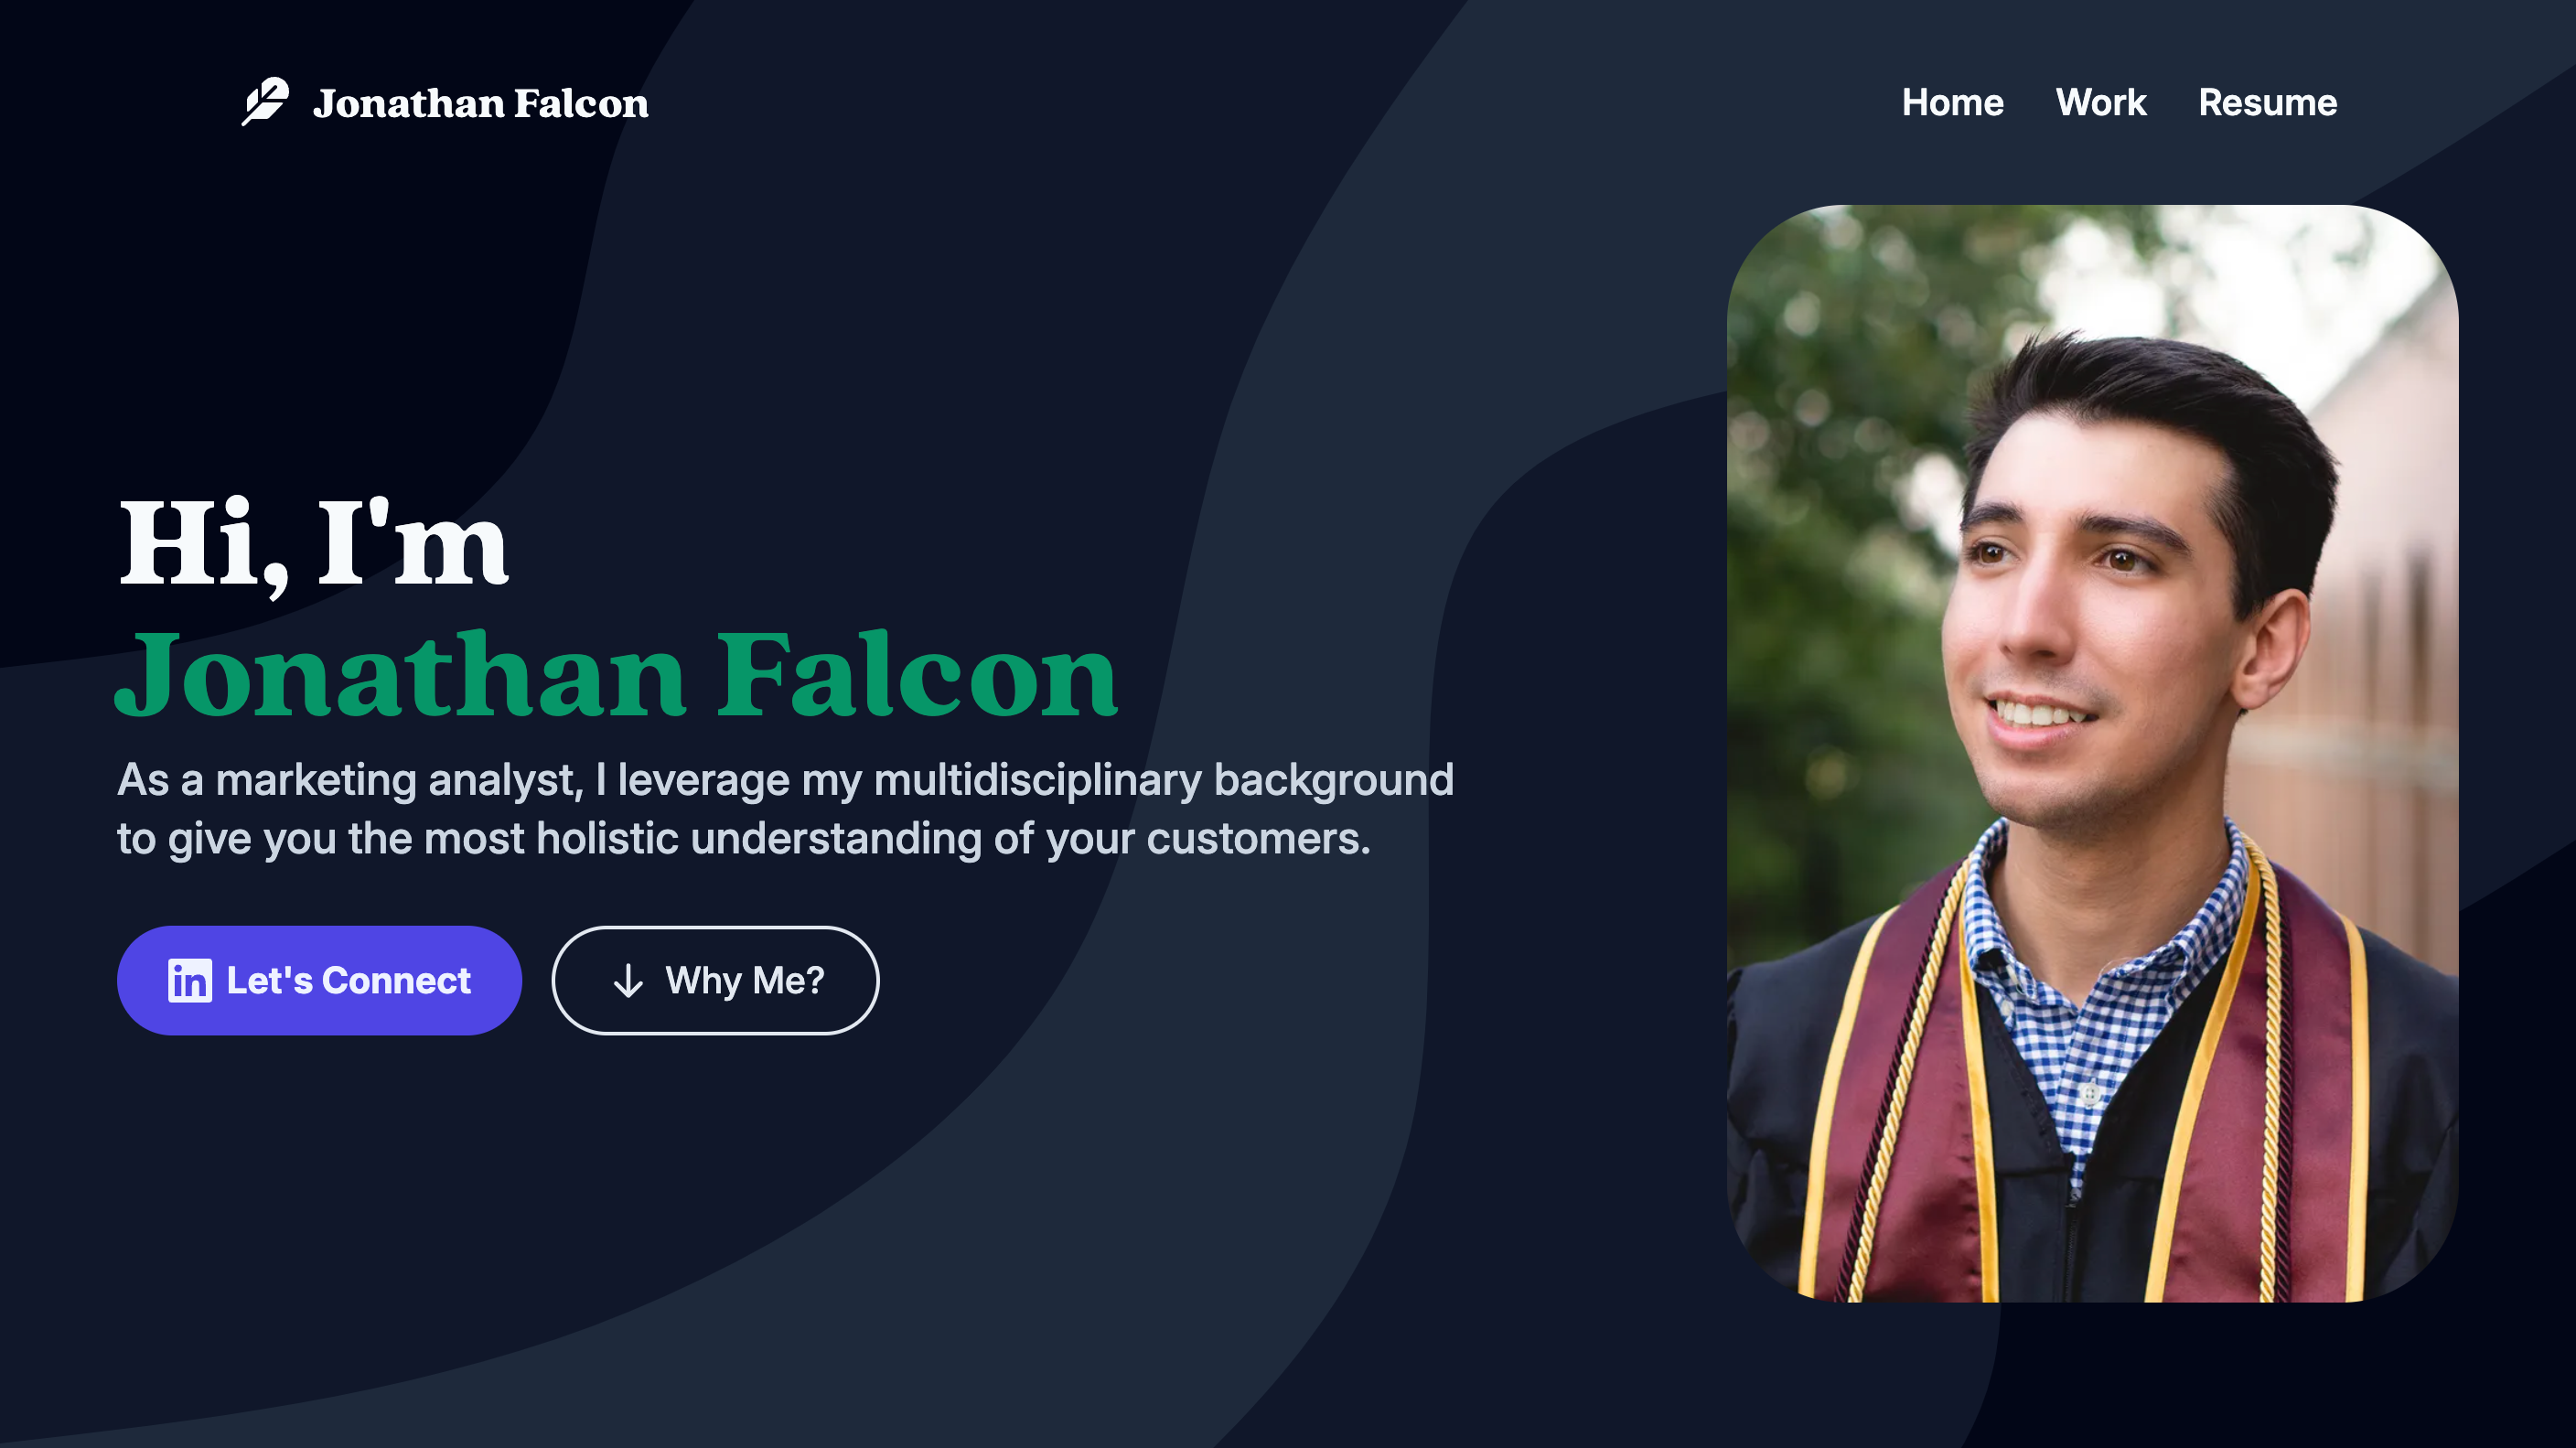 Jonathan Falcon
Home Work Resume
Hi, I'm
Jonathan Falcon
As a marketing analyst, I leverage my multidisciplinary background
to give you the most holistic understanding of your customers.
in Let's Connect
Why Me?